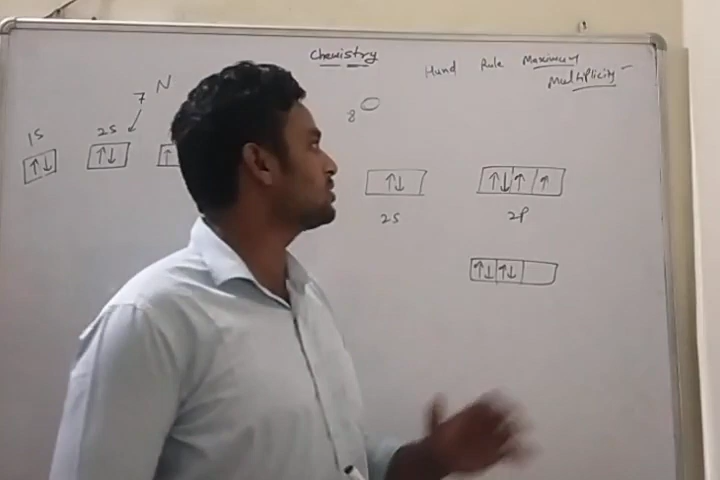 Chemistry
Hund Rule Maximum
Multiplicity
7 N
8 O
1S 2S
↑↓ ↑↓ ↑
↑↓ ↑↓ ↑ ↑
2S 2P
↑↓ ↑↓